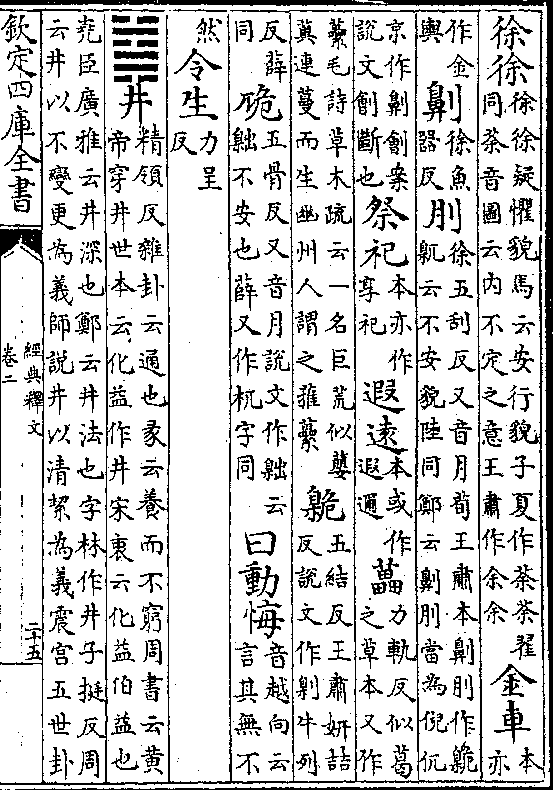 徐徐徐徐疑懼貌馬云安行貌子夏作荼荼翟同荼音圖云内不定之意王肅作余余金車本亦
作金輿劓徐魚器反刖徐五刮反又音月荀王肅本劓刖作臲𠨜云不安貌陸同鄭云劓刖當為倪㐳
京作劓劊案說文劊斷也祭祀本亦作享祀遐遠本或作遐邇藟力軌反似葛之草本又作
蘽毛詩草木疏云一名巨荒似蘡薁連蔓而生幽州人謂之蓷蘽臲五結反王肅妍詰反說文作劓牛列
反薛同卼五骨反又音月說文作云不安也薛又作杌字同曰動悔音越向云言其無不
然令生力呈反
䷯井精領反雜卦云通也彖云養而不窮周書云黄帝穿井世本云化益作井宋衷云化益伯益也
堯臣廣雅云井深也鄭云井法也字林作井子挺反周云井以不變更為義師說井以清絜為義震宫五世卦
欽定四庫全書
經典釋文
卷二
二十五